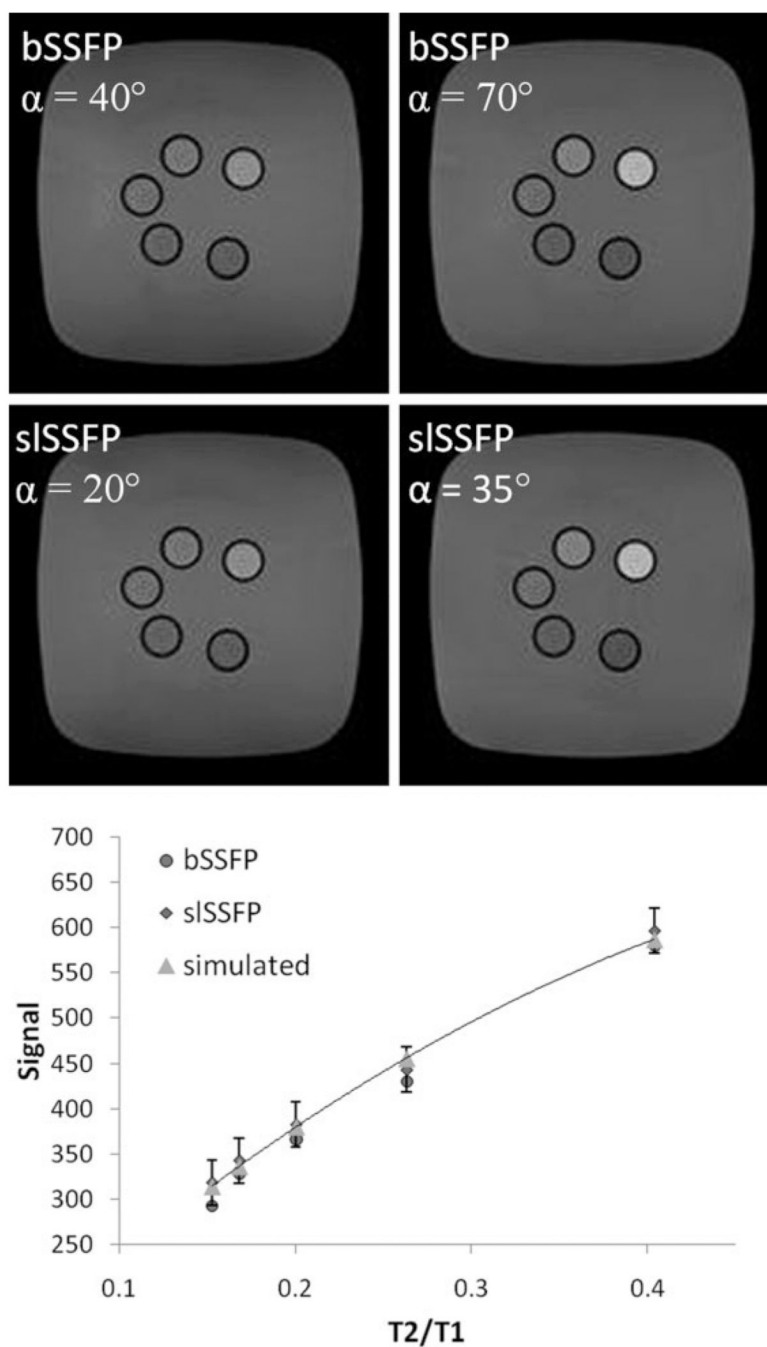 bSSFP
α = 40°
bSSFP
α = 70°
slSSFP
α = 20°
slSSFP
α = 35°
700
650
600
550
500
450
400
350
300
250
Signal
bSSFP
slSSFP
simulated
0.1 0.2 0.3 0.4
T2/T1